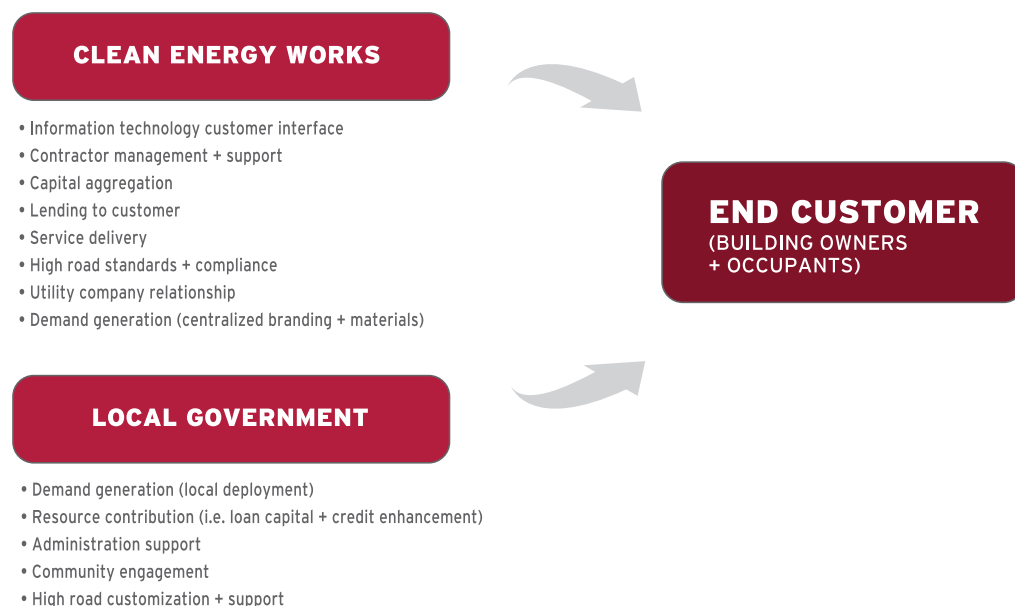 CLEAN ENERGY WORKS
• Information technology customer interface
• Contractor management + support
• Capital aggregation
• Lending to customer
• Service delivery
• High road standards + compliance
• Utility company relationship
• Demand generation (centralized branding + materials)
END CUSTOMER
(BUILDING OWNERS
+ OCCUPANTS)
LOCAL GOVERNMENT
• Demand generation (local deployment)
• Resource contribution (i.e. loan capital + credit enhancement)
• Administration support
• Community engagement
• High road customization + support